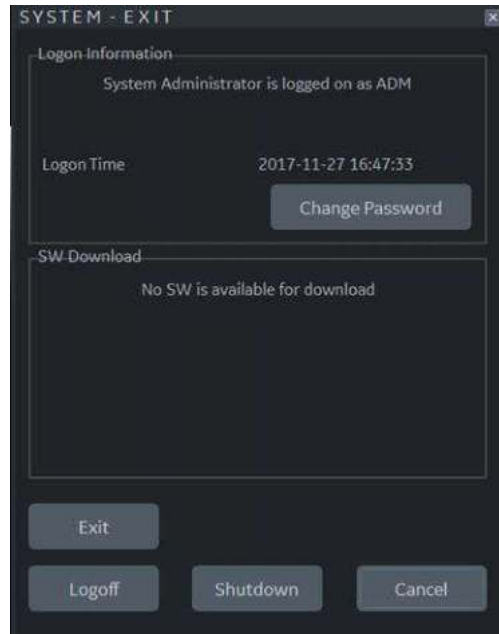 SYSTEM - EXIT
Logon Information
System Administrator is logged on as ADM
Logon Time 2017-11-27 16:47:33
Change Password
SW Download
No SW is available for download
Exit
Logoff Shutdown Cancel